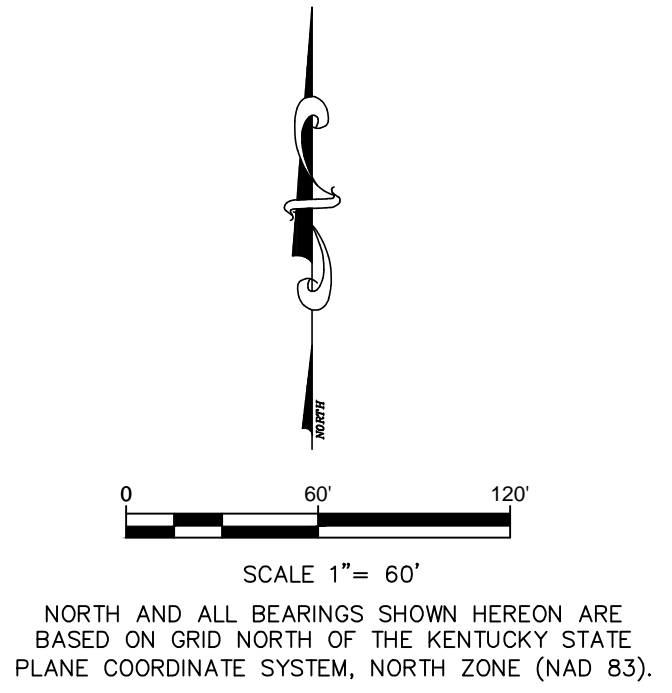 NORTH
0 60' 120'
SCALE 1"= 60'
NORTH AND ALL BEARINGS SHOWN HEREON ARE
BASED ON GRID NORTH OF THE KENTUCKY STATE
PLANE COORDINATE SYSTEM, NORTH ZONE (NAD 83).